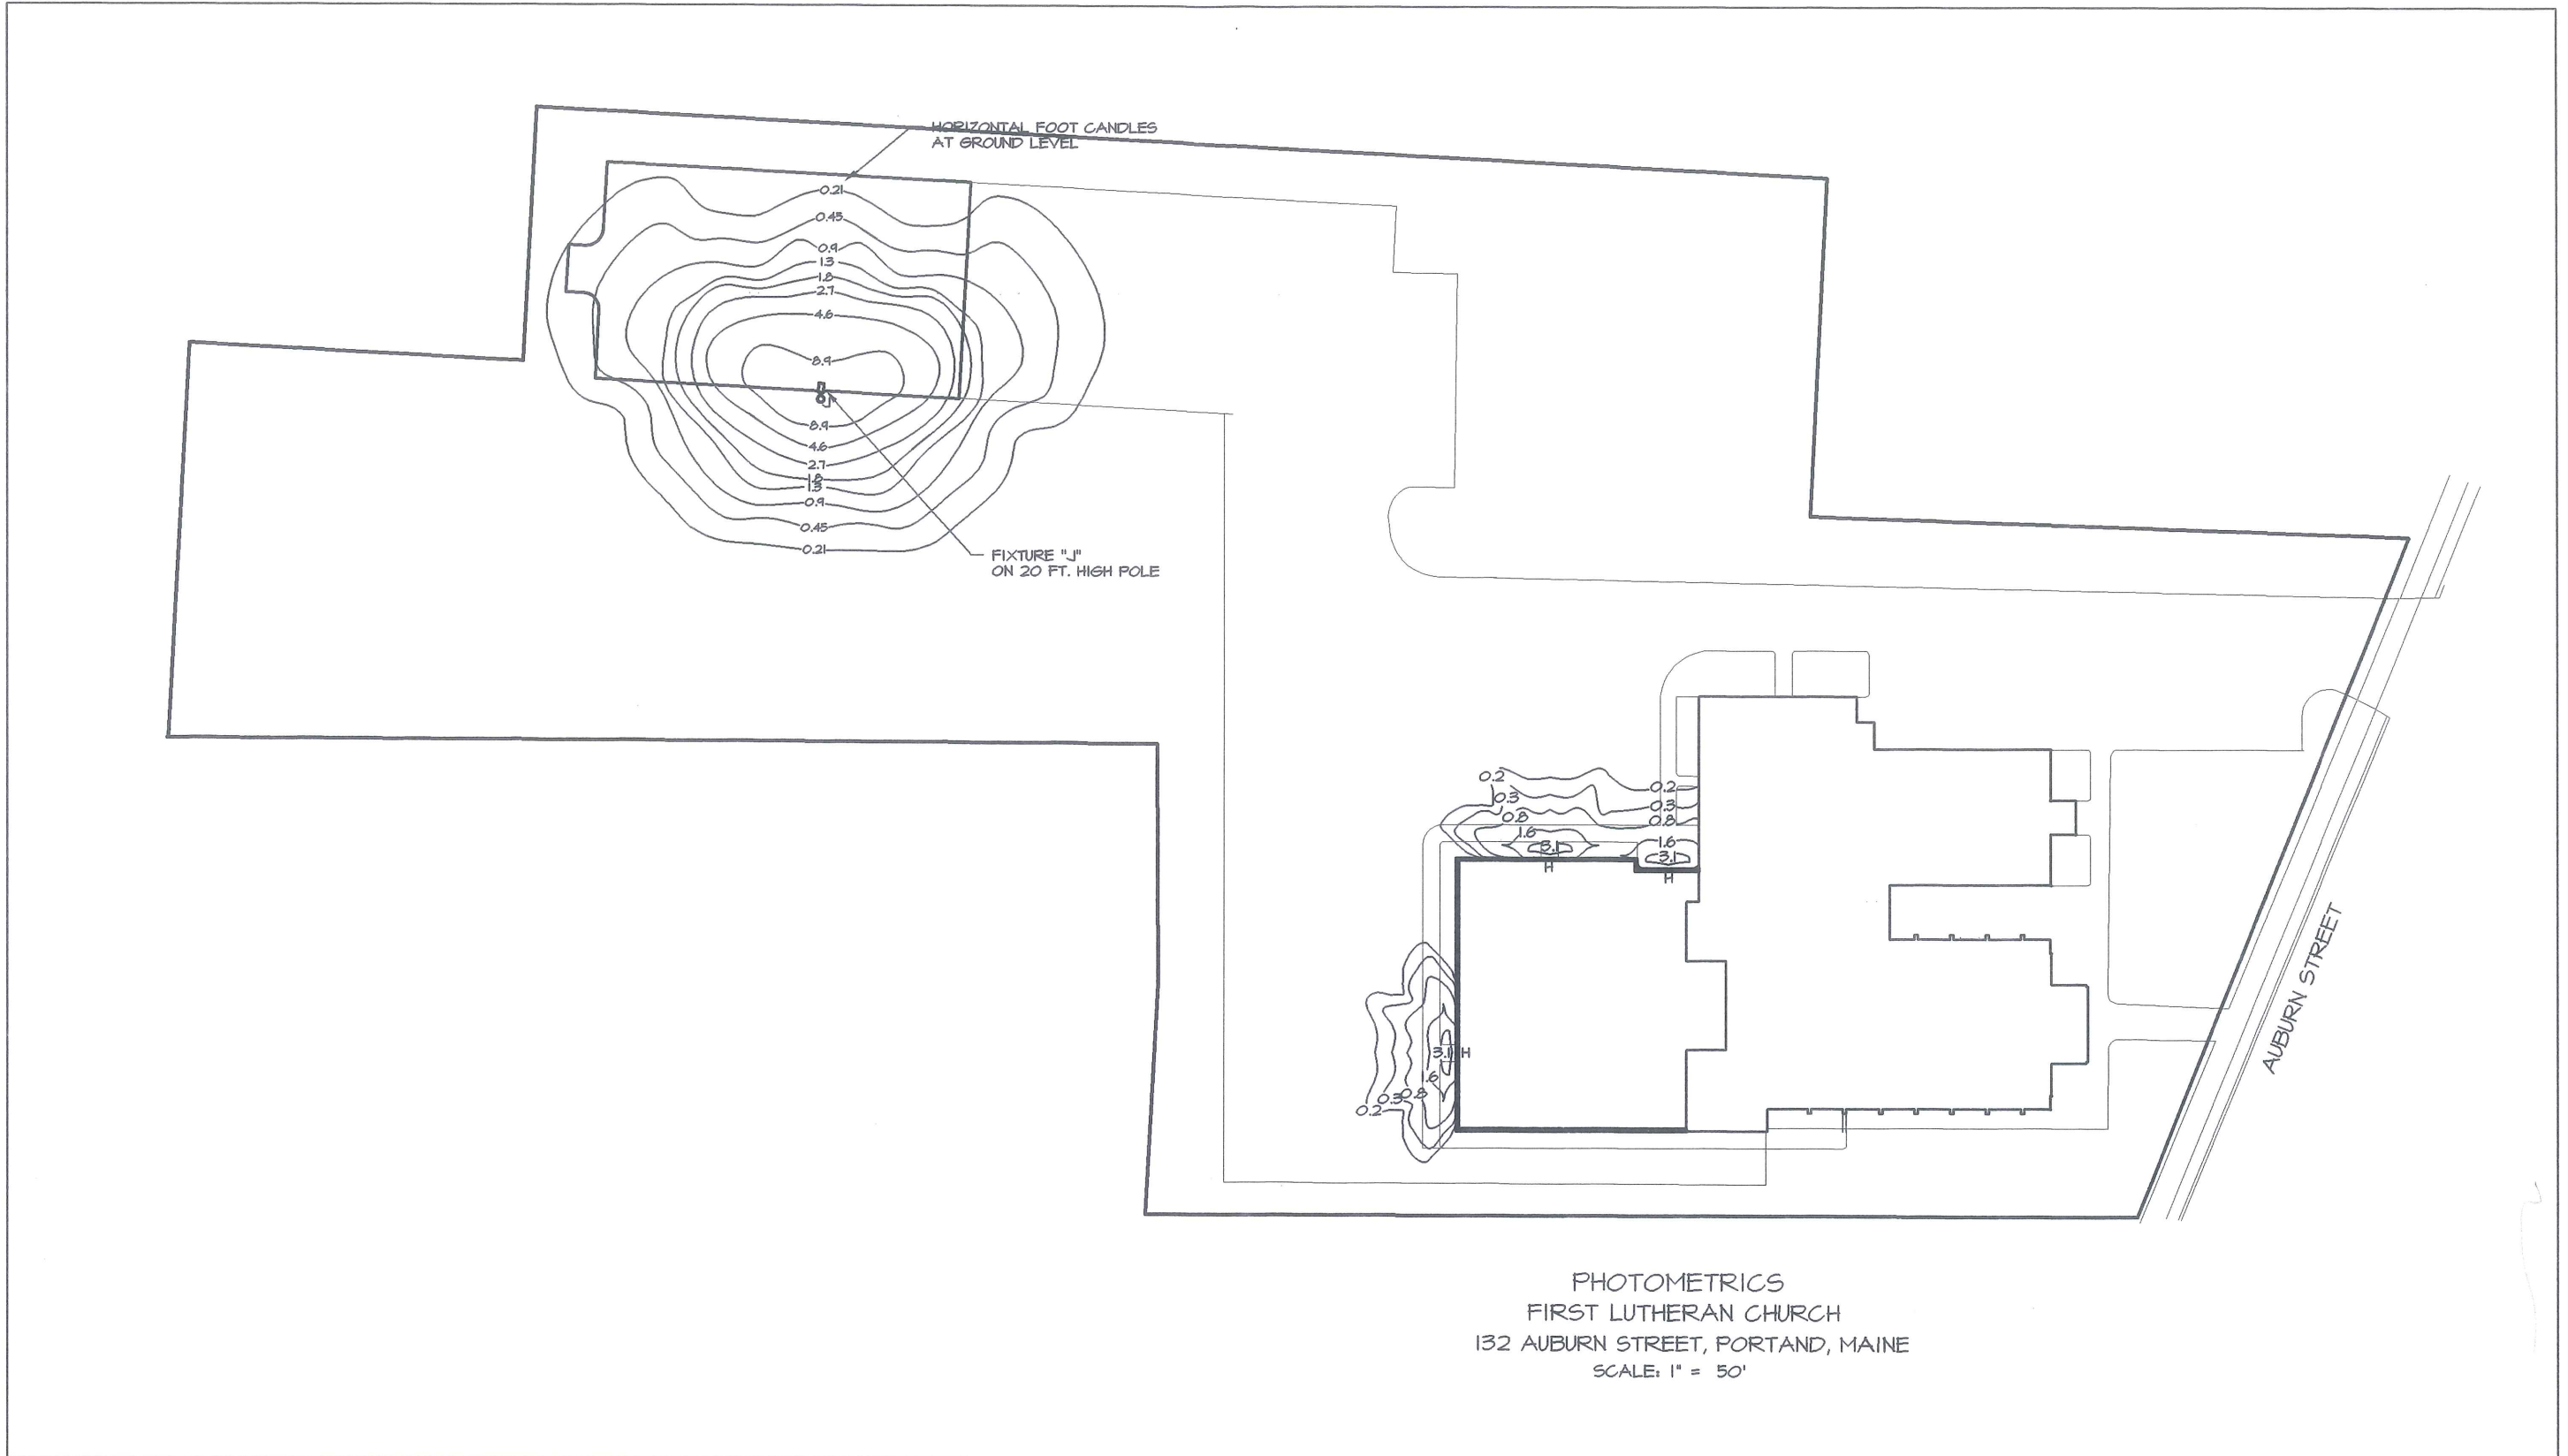 HORIZONTAL FOOT CANDLES
AT GROUND LEVEL
0.21
0.45
0.9
1.3
1.8
2.7
4.6
8.9
J
8.9
4.6
2.7
1.8
1.3
0.9
0.45
0.21
FIXTURE "J"
ON 20 FT. HIGH POLE
0.2
0.2
0.3
0.3
0.8
0.8
1.6
1.6
3.1
3.1
H
H
3.1
H
1.6
0.8
0.3
0.2
AUBURN STREET
PHOTOMETRICS
FIRST LUTHERAN CHURCH
132 AUBURN STREET, PORTAND, MAINE
SCALE: 1" = 50'